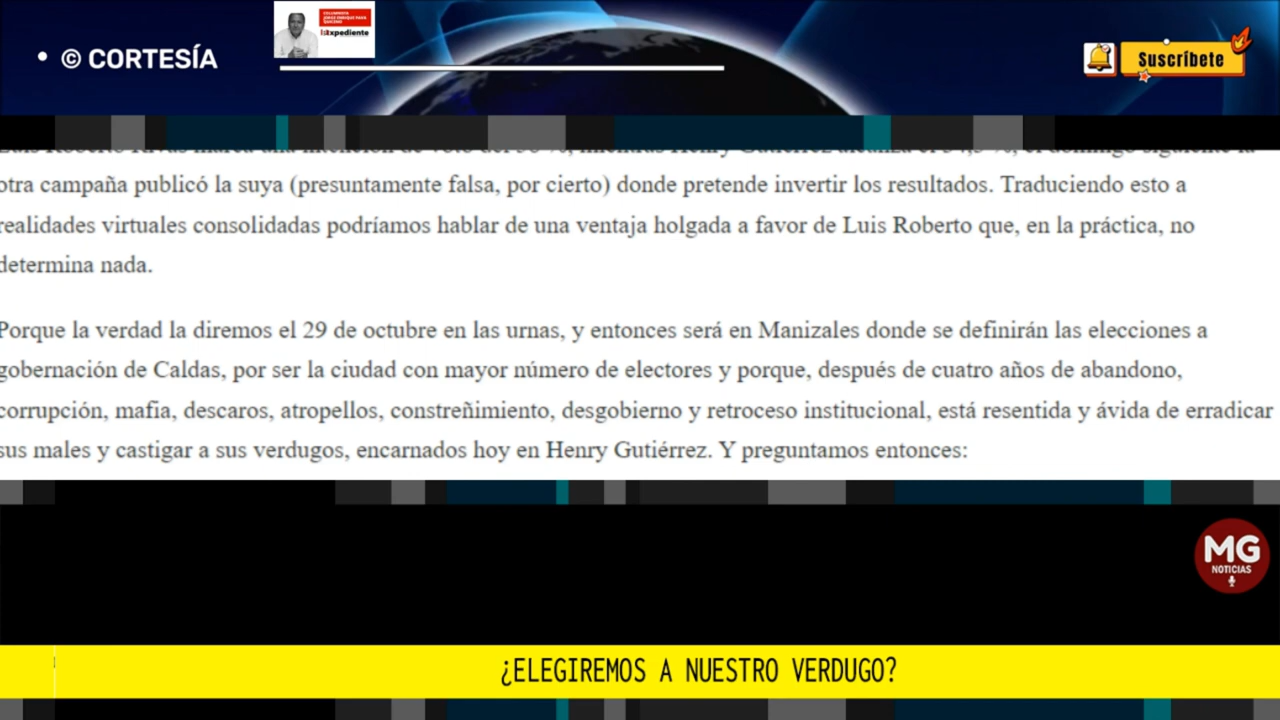 • © CORTESÍA
COLUMNISTA
JORGE ENRIQUE PAVA
QUICENO
Expediente
Suscríbete
otra campaña publicó la suya (presuntamente falsa, por cierto) donde pretende invertir los resultados. Traduciendo esto a
realidades virtuales consolidadas podríamos hablar de una ventaja holgada a favor de Luis Roberto que, en la práctica, no
determina nada.
Porque la verdad la diremos el 29 de octubre en las urnas, y entonces será en Manizales donde se definirán las elecciones a
gobernación de Caldas, por ser la ciudad con mayor número de electores y porque, después de cuatro años de abandono,
corrupción, mafia, descaros, atropellos, constreñimiento, desgobierno y retroceso institucional, está resentida y ávida de erradicar
sus males y castigar a sus verdugos, encarnados hoy en Henry Gutiérrez. Y preguntamos entonces:
MG
NOTICIAS
¿ELEGIREMOS A NUESTRO VERDUGO?